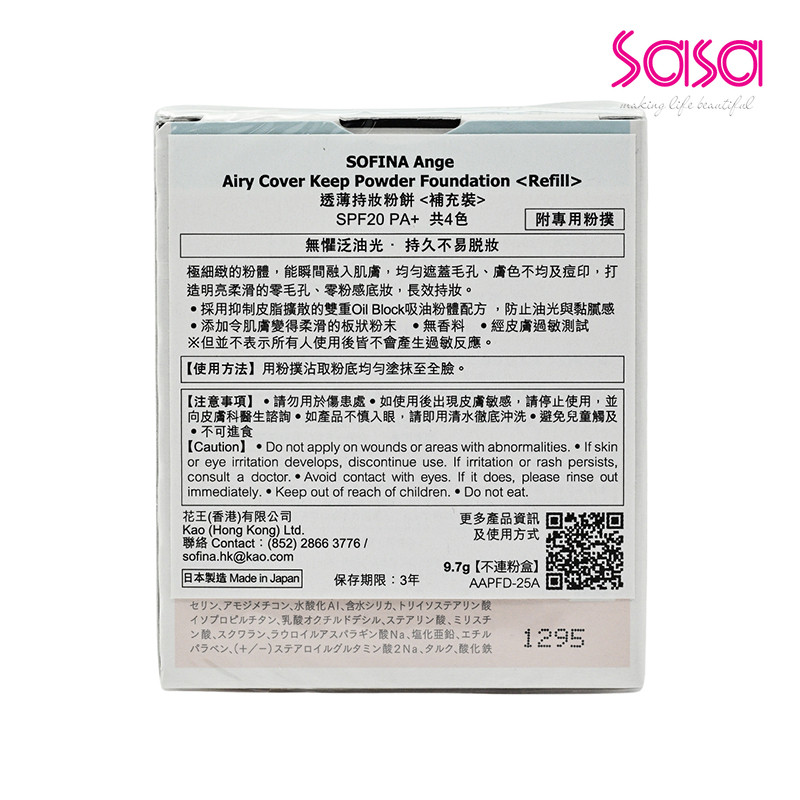 sasa
making life beautiful
SOFINA Ange
Airy Cover Keep Powder Foundation <Refill>
透薄持妝粉餅 <補充裝>
SPF20 PA+ 共4色
附專用粉撲
無懼泛油光 · 持久不易脱妝
極細緻的粉體，能瞬間融入肌膚，均勻遮蓋毛孔、膚色不均及痘印，打
造明亮柔滑的零毛孔、零粉感底妝，長效持妝。
•採用抑制皮脂擴散的雙重Oil Block吸油粉體配方 ，防止油光與黏膩感
•添加令肌膚變得柔滑的板狀粉末 •無香料 •經皮膚過敏測試
※但並不表示所有人使用後皆不會產生過敏反應。
【使用方法】用粉撲沾取粉底均勻塗抹至全臉。
【注意事項】•請勿用於傷患處•如使用後出現皮膚敏感，請停止使用，並
向皮膚科醫生諮詢•如產品不慎入眼，請即用清水徹底沖洗•避免兒童觸及
•不可進食
【Caution】• Do not apply on wounds or areas with abnormalities. • If skin
or eye irritation develops, discontinue use. If irritation or rash persists,
consult a doctor. • Avoid contact with eyes. If it does, please rinse out
immediately. • Keep out of reach of children. • Do not eat.
花王(香港)有限公司
Kao (Hong Kong) Ltd.
聯絡 Contact：(852) 2866 3776 /
sofina.hk@kao.com
更多產品資訊
及使用方式
日本製造 Made in Japan
保存期限：3年
9.7g【不連粉盒】
AAPFD-25A
セリン、アモジメチコン、水酸化Al、含水シリカ、トリイソステアリン酸
イソプロピルチタン、乳酸オクチルドデシル、ステアリン酸、ミリスチ
ン酸、スクワラン、ラウロイルアスパラギン酸Na、塩化亜鉛、エチル
パラベン、(+/−)ステアロイルグルタミン酸2Na、タルク、酸化鉄
1295